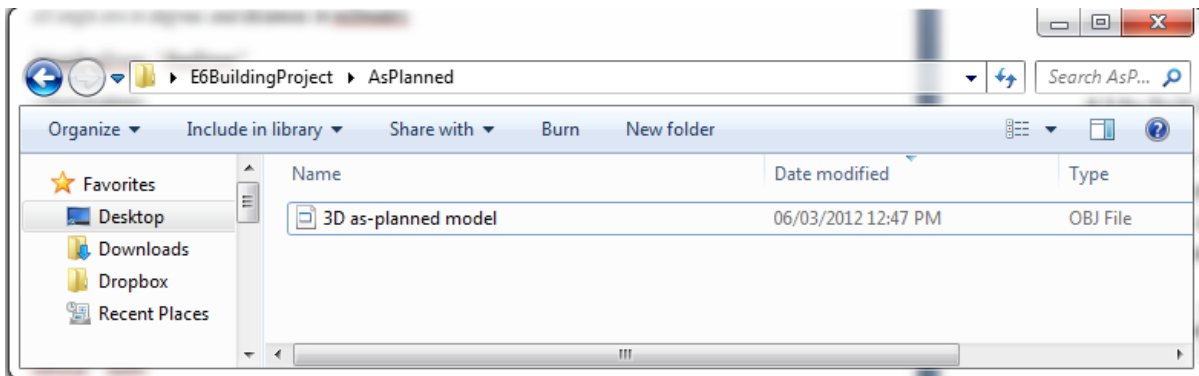 E6BuildingProject AsPlanned Search AsP...
Organize Include in library Share with Burn New folder
Favorites
Desktop
Downloads
Dropbox
Recent Places
Name Date modified Type
3D as-planned model 06/03/2012 12:47 PM OBJ File